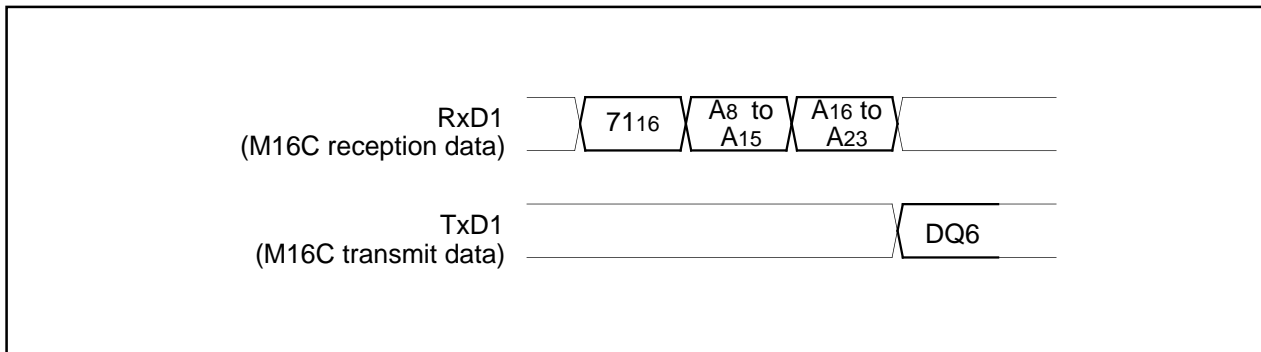 RxD1
(M16C reception data)
7116
A8 to
A15
A16 to
A23
TxD1
(M16C transmit data)
DQ6